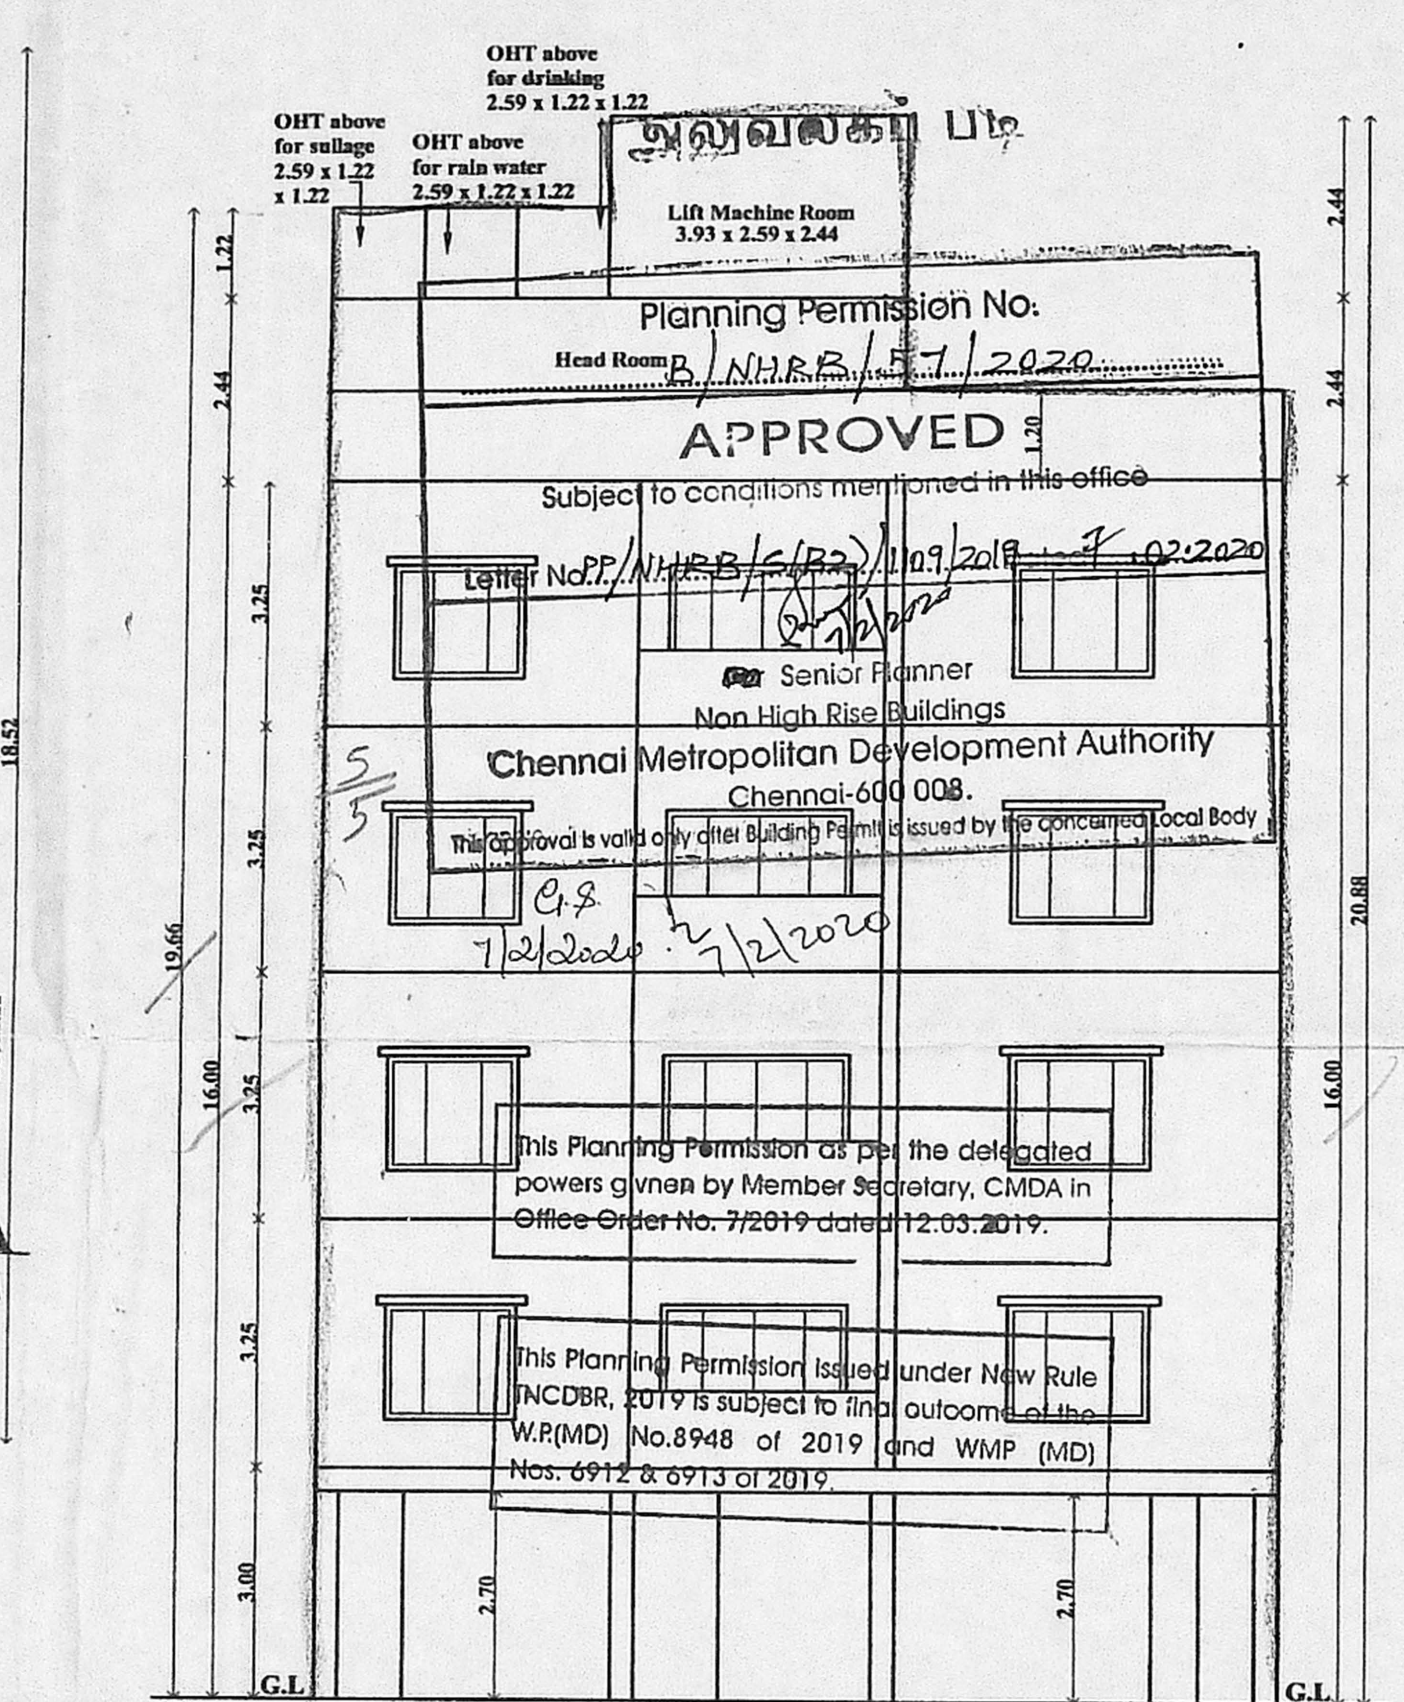 OHT above
for drinking
2.59 x 1.22 x 1.22
OHT above
for sullage
2.59 x 1.22
x 1.22
OHT above
for rain water
2.59 x 1.22 x 1.22
அலுவலகப் படி
Lift Machine Room
3.93 x 2.59 x 2.44
1.22
2.44
2.44
2.44
Planning Permission No:
Head Room
B/NHRB/57/2020
APPROVED
1.20
Subject to conditions mentioned in this office
Letter No PP/NHRB/S(B2)/1109/2019 7.02.2020
7/2/2020
For Senior Planner
Non High Rise Buildings
Chennai Metropolitan Development Authority
Chennai-600 008.
This approval is valid only after Building Permit is issued by the concerned Local Body
5/5
G.S.
7/2/2020
7/2/2020
18.52
19.66
16.00
3.25
3.25
3.25
3.25
3.00
20.88
16.00
This Planning Permission as per the delegated
powers givnen by Member Secretary, CMDA in
Office Order No. 7/2019 dated 12.03.2019.
This Planning Permission issued under New Rule
TNCDBR, 2019 is subject to final outcome of the
W.P.(MD) No.8948 of 2019 and WMP (MD)
Nos. 6912 & 6913 of 2019.
2.70
2.70
G.L
G.L